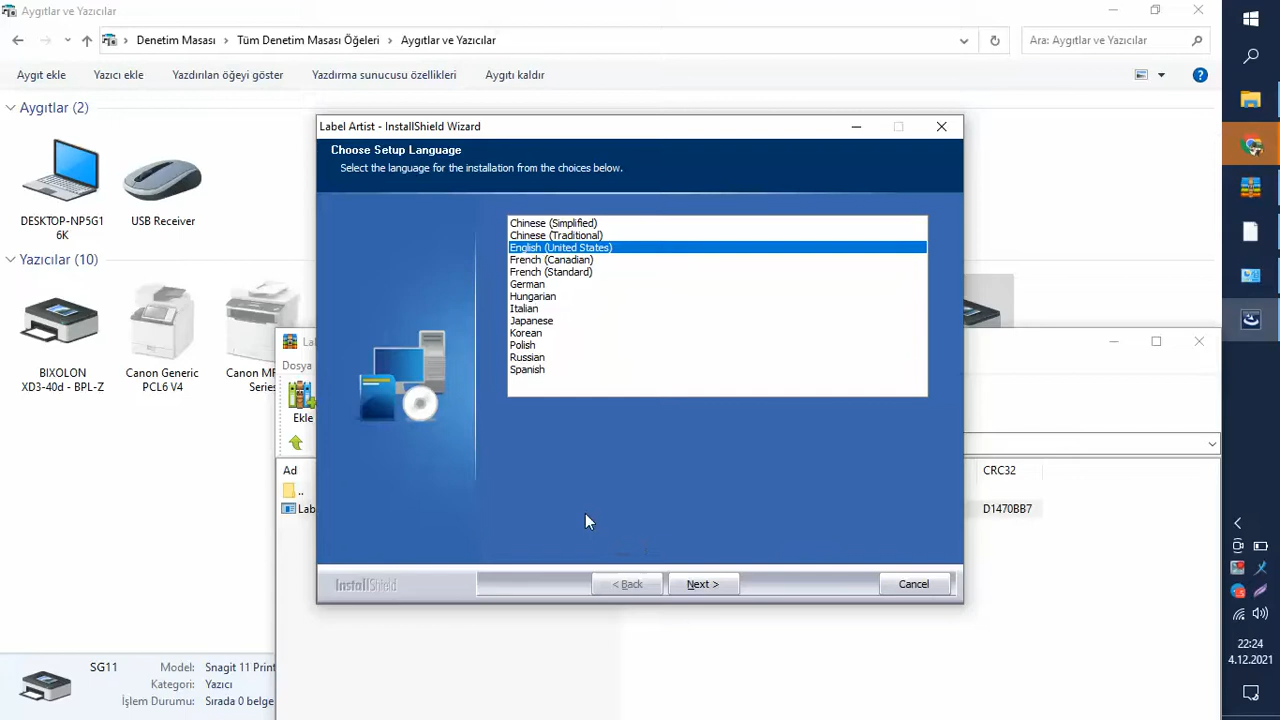 Aygıtlar ve Yazıcılar
Denetim Masası
Tüm Denetim Masası Öğeleri
Aygıtlar ve Yazıcılar
Ara: Aygıtlar ve Yazıcılar
Aygıt ekle
Yazıcı ekle
Yazdırılan öğeyi göster
Yazdırma sunucusu özellikleri
Aygıtı kaldır
Aygıtlar (2)
DESKTOP-NP5G1
6K
USB Receiver
Yazıcılar (10)
BIXOLON
XD3-40d - BPL-Z
Canon Generic
PCL6 V4
Canon MF
Series
Label Artist - InstallShield Wizard
Choose Setup Language
Select the language for the installation from the choices below.
Chinese (Simplified)
Chinese (Traditional)
English (United States)
French (Canadian)
French (Standard)
German
Hungarian
Italian
Japanese
Korean
Polish
Russian
Spanish
InstallShield
< Back
Next >
Cancel
Dosya
Ekle
Ad
..
Lab
CRC32
D1470BB7
SG11
Model:
Snagit 11 Print
Kategori:
Yazıcı
İşlem Durumu:
Sırada 0 belge
22:24
4.12.2021